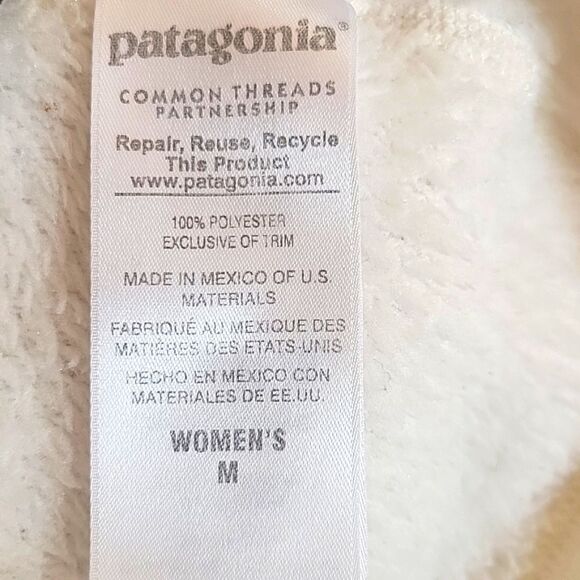 patagonia®
COMMON THREADS
PARTNERSHIP
Repair, Reuse, Recycle
This Product
www.patagonia.com
100% POLYESTER
EXCLUSIVE OF TRIM
MADE IN MEXICO OF U.S.
MATERIALS
FABRIQUÉ AU MEXIQUE DES
MATIÉRES DES ETATS-UNIS
HECHO EN MEXICO CON
MATERIALES DE EE.UU.
WOMEN'S
M